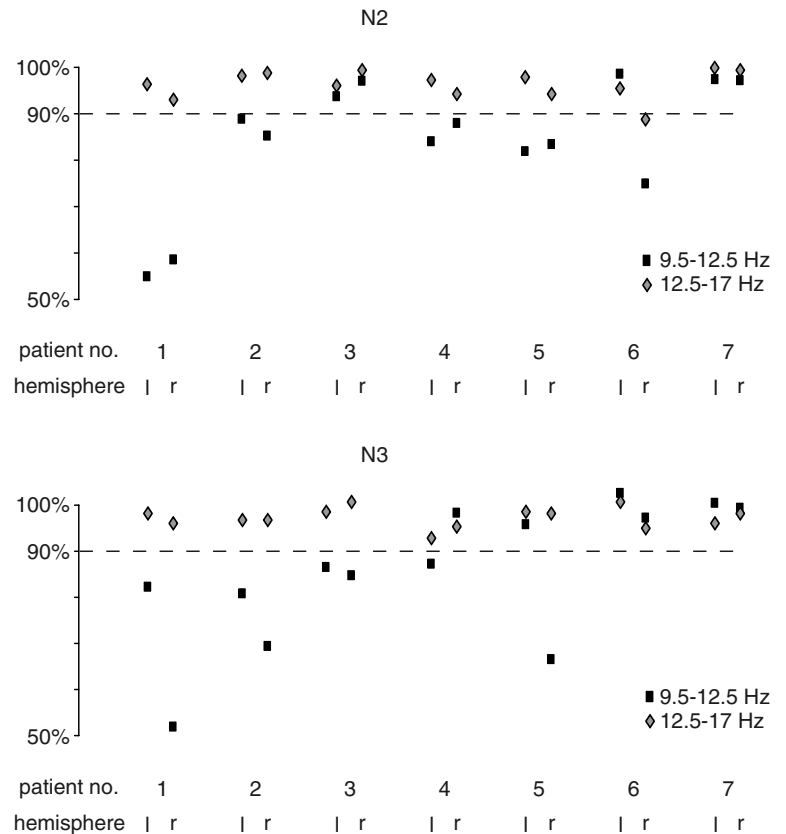 N2
100%
90%
9.5-12.5 Hz
12.5-17 Hz
50%
patient no. 1 2 3 4 5 6 7
hemisphere l r l r l r l r l r l r l r
N3
100%
90%
9.5-12.5 Hz
12.5-17 Hz
50%
patient no. 1 2 3 4 5 6 7
hemisphere l r l r l r l r l r l r l r